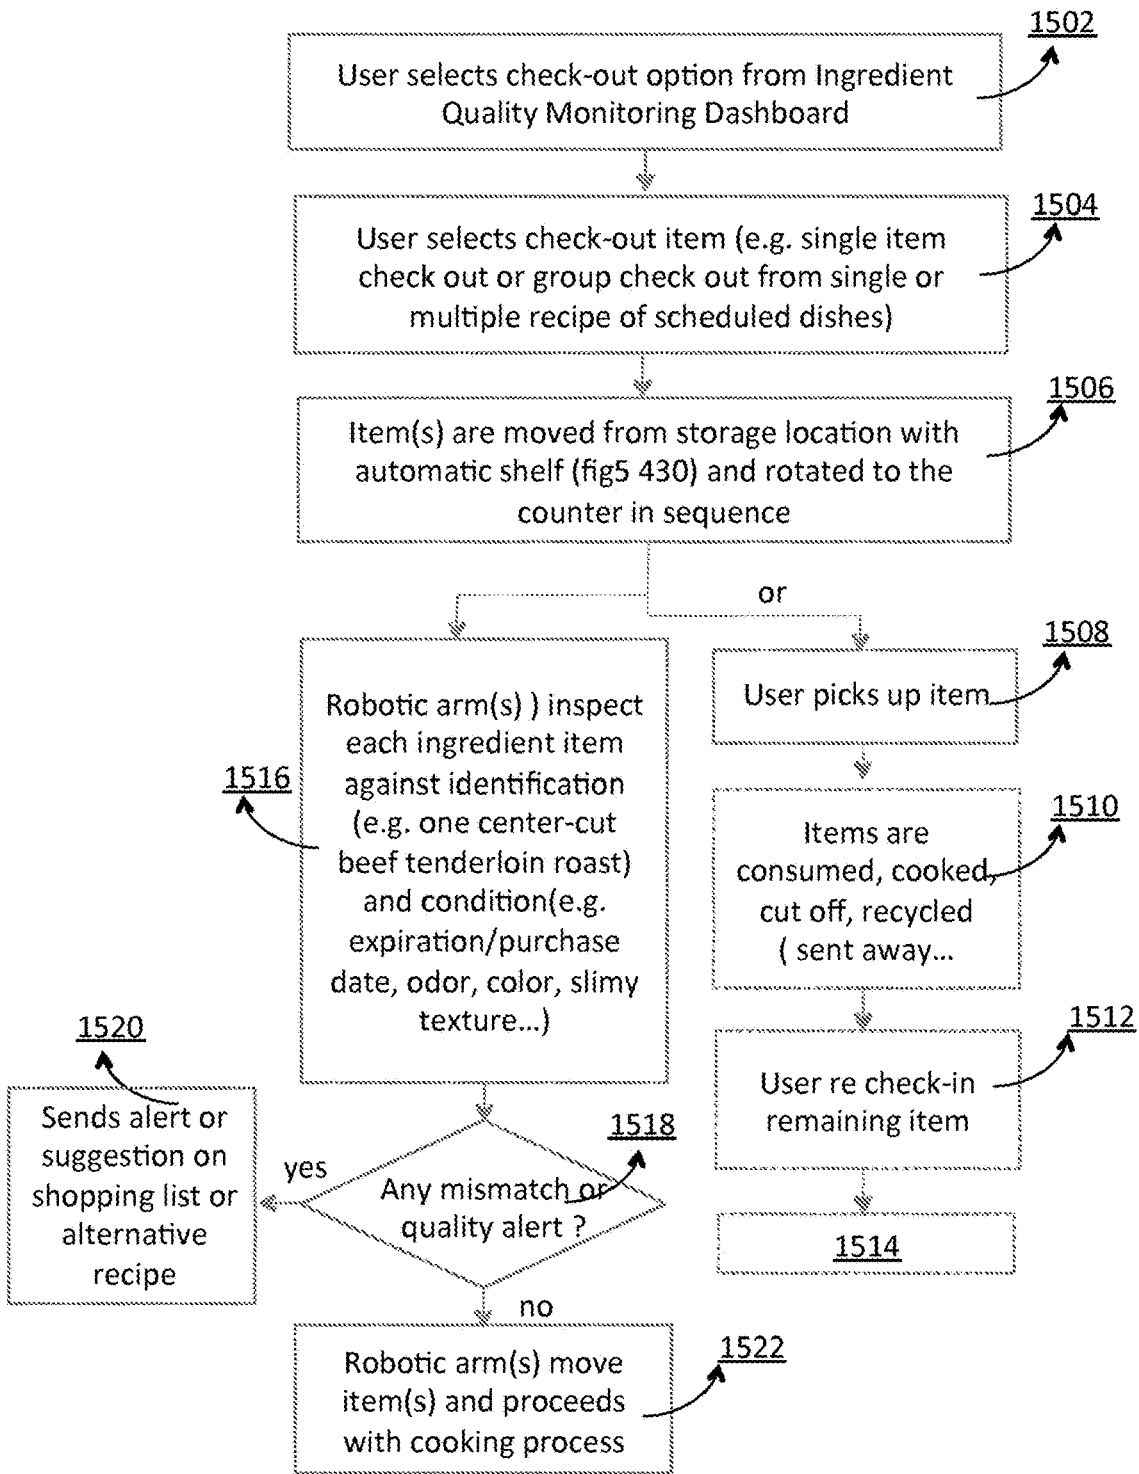 1502
User selects check-out option from Ingredient
Quality Monitoring Dashboard
1504
User selects check-out item (e.g. single item
check out or group check out from single or
multiple recipe of scheduled dishes)
1506
Item(s) are moved from storage location with
automatic shelf (fig5 430) and rotated to the
counter in sequence
or
1508
User picks up item
1510
Items are
consumed, cooked,
cut off, recycled
( sent away...
1512
User re check-in
remaining item
1514
1516
Robotic arm(s) ) inspect
each ingredient item
against identification
(e.g. one center-cut
beef tenderloin roast)
and condition(e.g.
expiration/purchase
date, odor, color, slimy
texture...)
1518
Any mismatch or
quality alert ?
yes
1520
Sends alert or
suggestion on
shopping list or
alternative
recipe
no
1522
Robotic arm(s) move
item(s) and proceeds
with cooking process